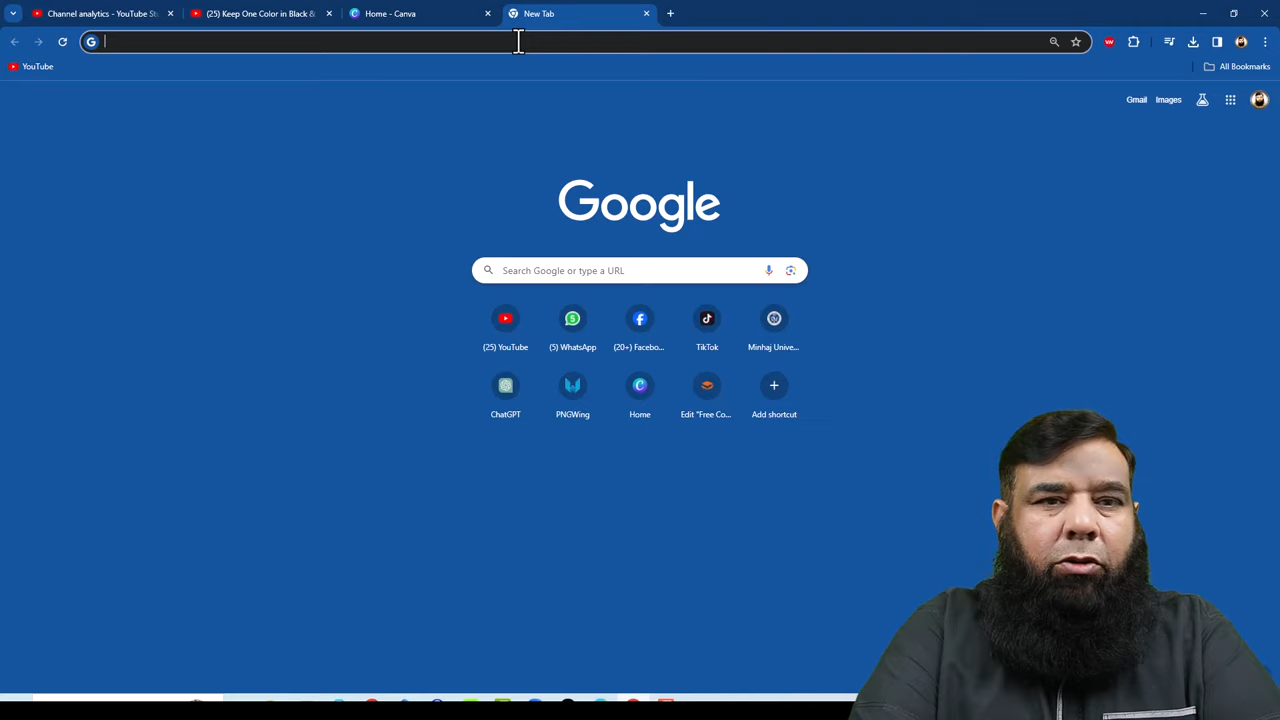 Channel analytics - YouTube St
(25) Keep One Color in Black &
Home - Canva
New Tab
YouTube
All Bookmarks
Gmail
Images
Google
Search Google or type a URL
(25) YouTube
(5) WhatsApp
(20+) Facebo...
TikTok
Minhaj Unive...
ChatGPT
PNGWing
Home
Edit "Free Co...
Add shortcut